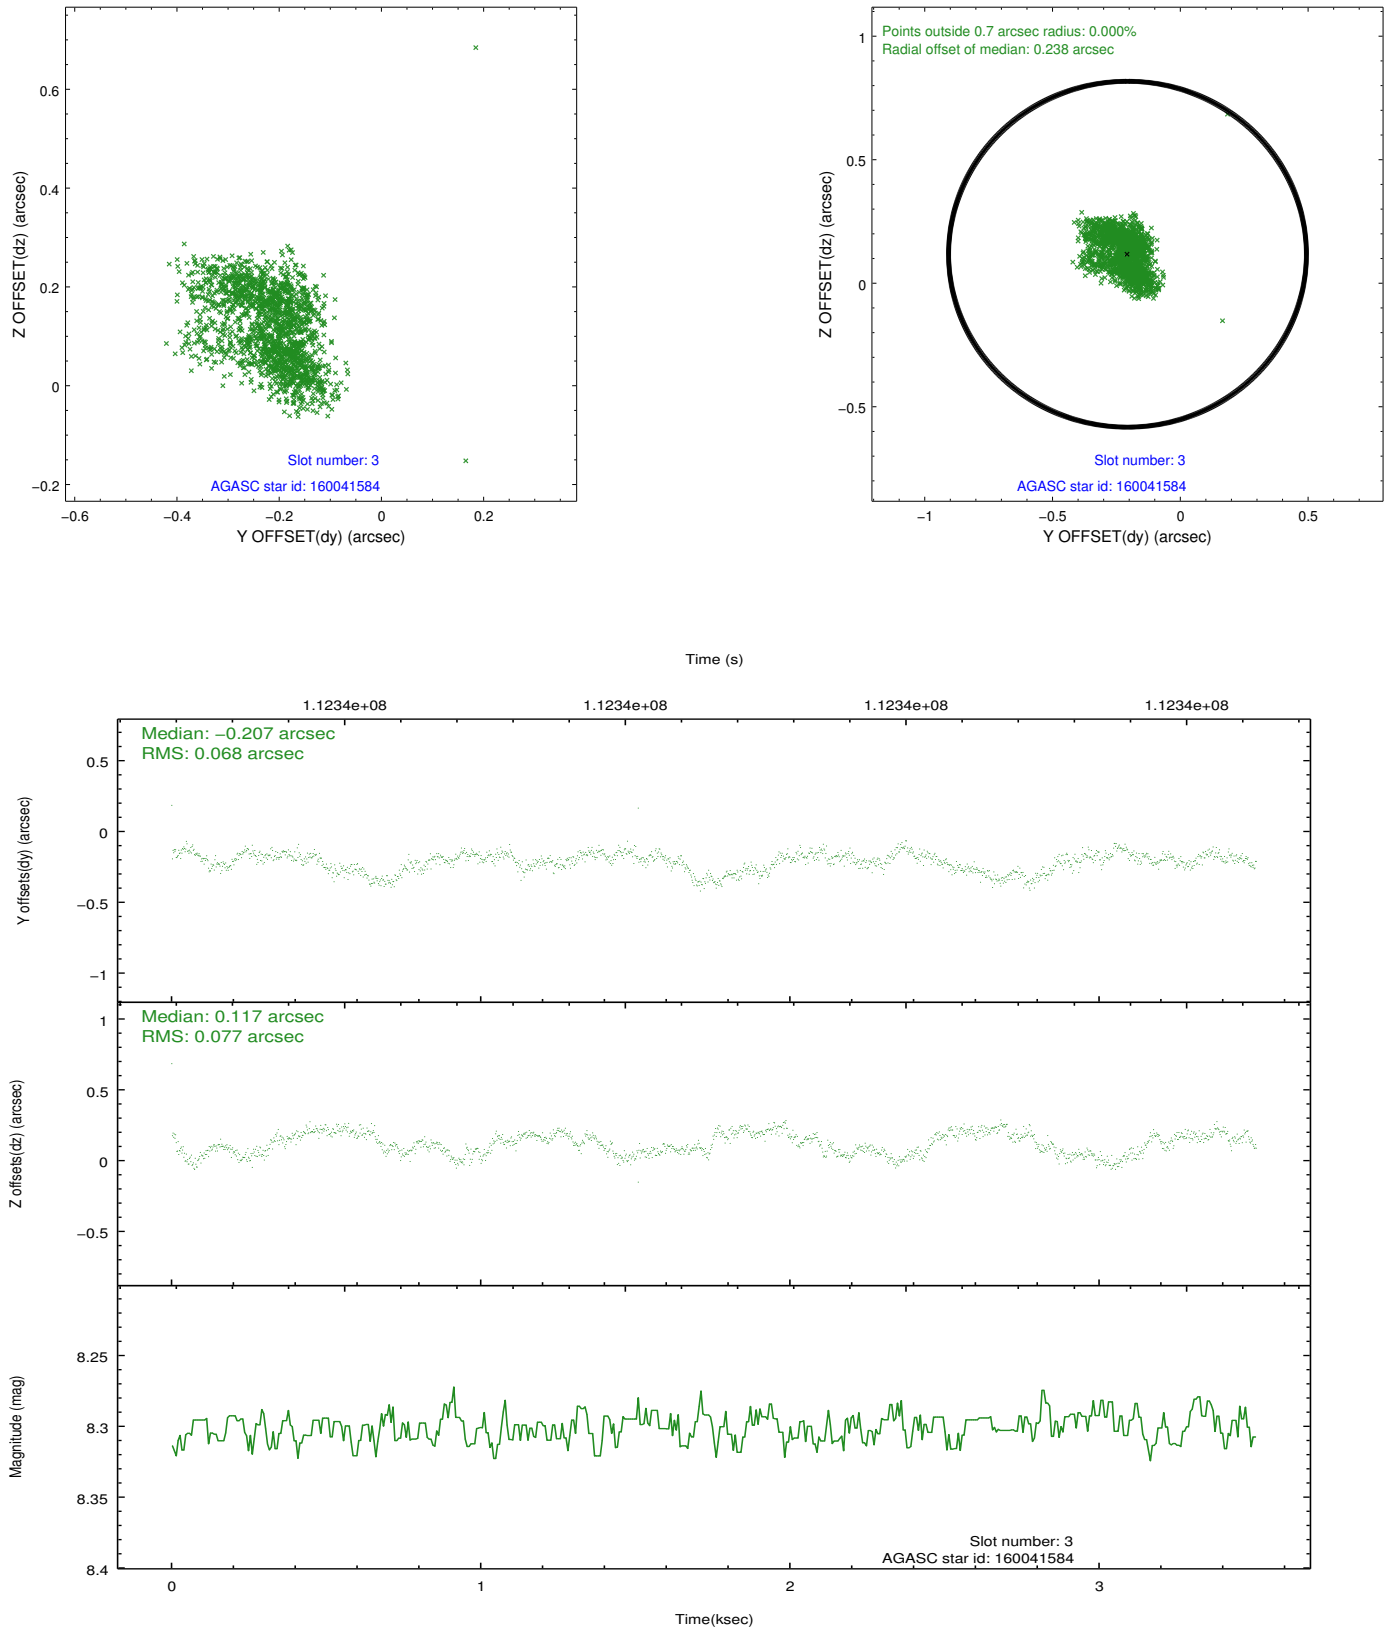 0.6
0.4
0.2
0
−0.2
Z OFFSET(dz) (arcsec)
−0.6
−0.4
−0.2
0
0.2
Y OFFSET(dy) (arcsec)
Slot number: 3
AGASC star id: 160041584
Points outside 0.7 arcsec radius: 0.000%
Radial offset of median: 0.238 arcsec
1
0.5
0
−0.5
Z OFFSET(dz) (arcsec)
Slot number: 3
AGASC star id: 160041584
−1
−0.5
0
0.5
Y OFFSET(dy) (arcsec)
Time (s)
1.1234e+08
1.1234e+08
1.1234e+08
1.1234e+08
Median: −0.207 arcsec
RMS: 0.068 arcsec
0.5
0
−0.5
−1
Y offsets(dy) (arcsec)
Median: 0.117 arcsec
RMS: 0.077 arcsec
1
0.5
0
−0.5
Z offsets(dz) (arcsec)
8.25
8.3
8.35
8.4
Magnitude (mag)
Slot number: 3
AGASC star id: 160041584
0
1
2
3
Time(ksec)